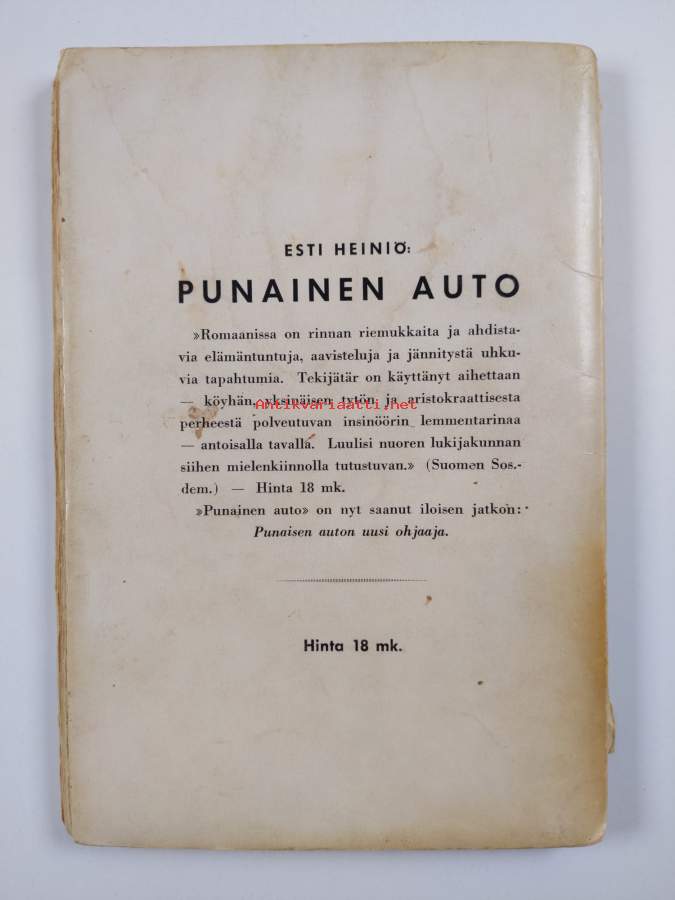 ESTI HEINIÖ:
PUNAINEN AUTO
»Romaanissa on rinnan riemukkaita ja ahdista-
via elämäntuntuja, aavisteluja ja jännitystä uhku-
via tapahtumia. Tekijätär on käyttänyt aihettaan
— köyhän, yksinäisen tytön ja aristokraattisesta
Antikvariaatti.net
perheestä polveutuvan insinöörin lemmentarinaa
— antoisalla tavalla. Luulisi nuoren lukijakunnan
siihen mielenkiinnolla tutustuvan.» (Suomen Sos.-
dem.) — Hinta 18 mk.
»Punainen auto» on nyt saanut iloisen jatkon:
Punaisen auton uusi ohjaaja.
Hinta 18 mk.